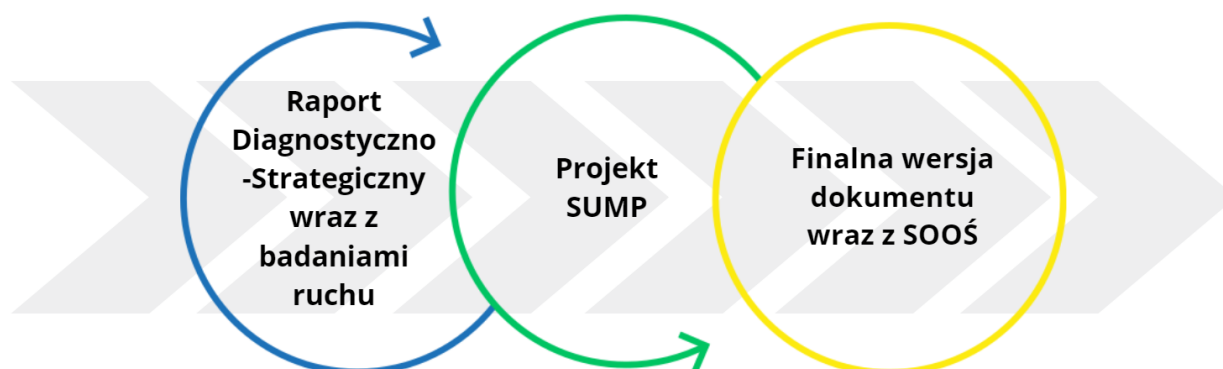 Raport
Diagnostyczno
-Strategiczny
wraz z
badaniami
ruchu
Projekt
SUMP
Finalna wersja
dokumentu
wraz z SOOŚ